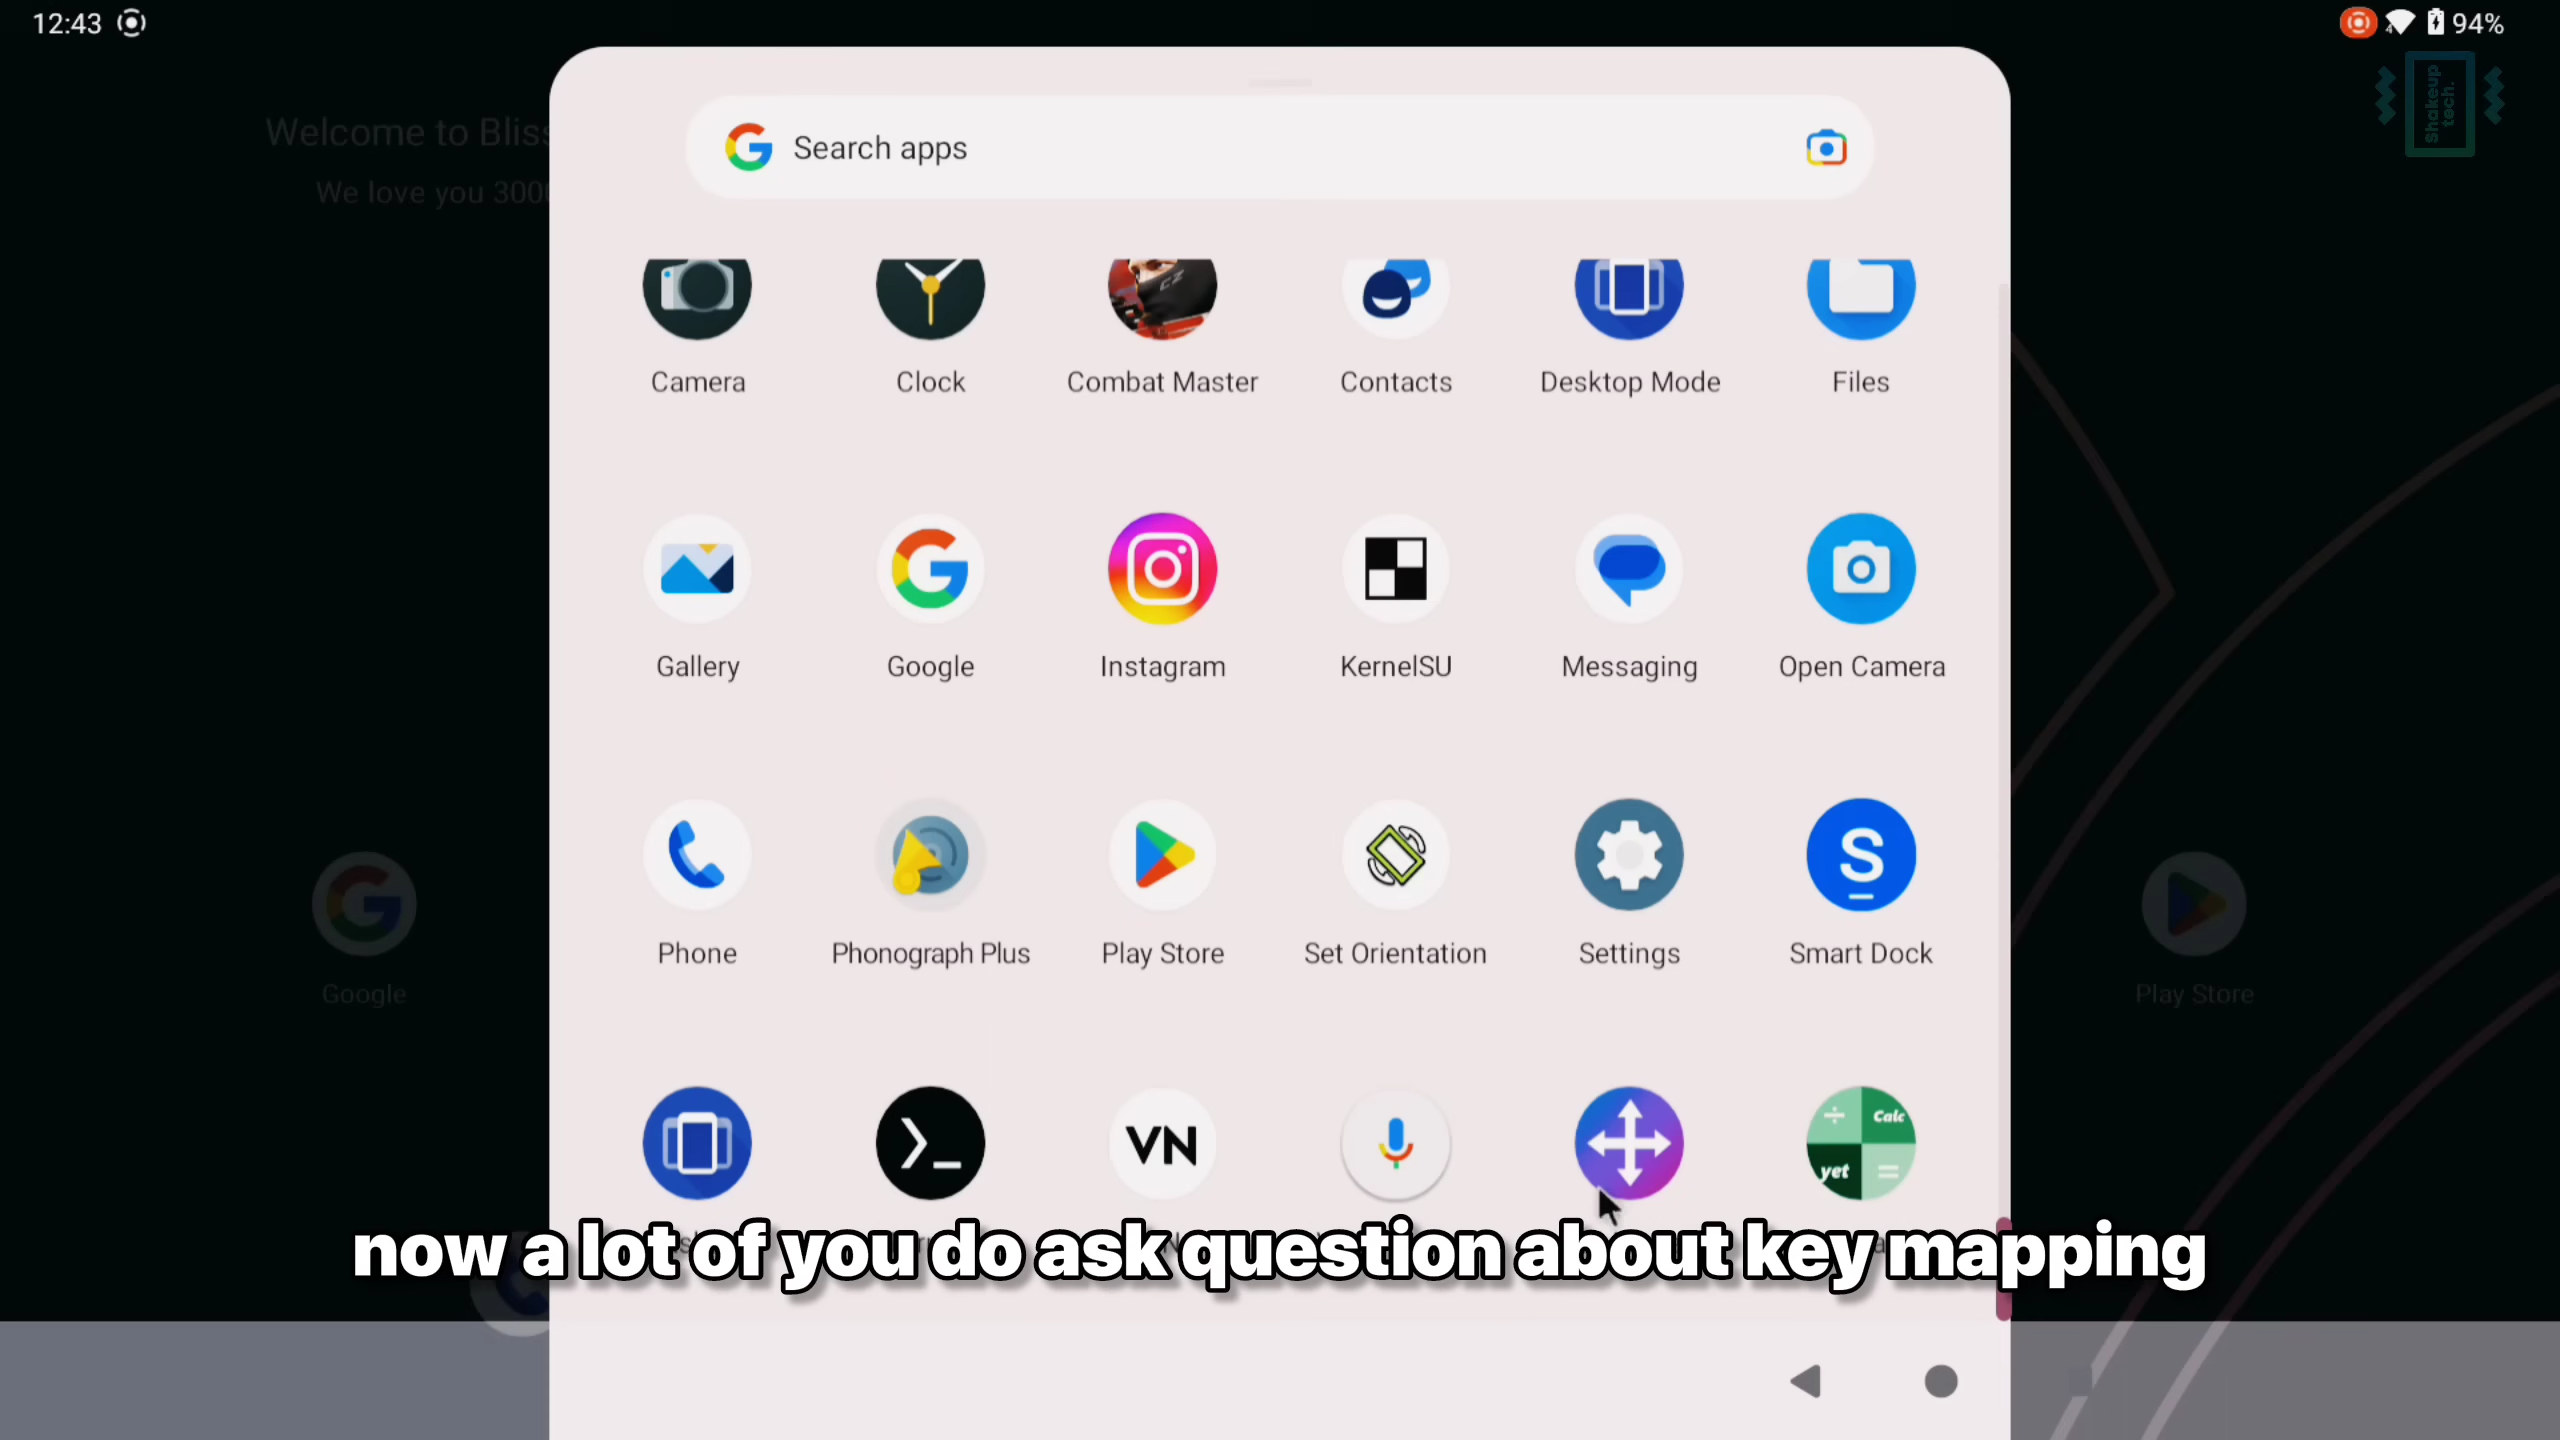 12:43
94%
Shakeup
tech.
Welcome to Bliss
We love you 300
Search apps
Camera Clock Combat Master Contacts Desktop Mode Files
Gallery Google Instagram KernelSU Messaging Open Camera
Phone Phonograph Plus Play Store Set Orientation Settings Smart Dock
Google
Play Store
VN
Calc
yet
now a lot of you do ask question about key mapping